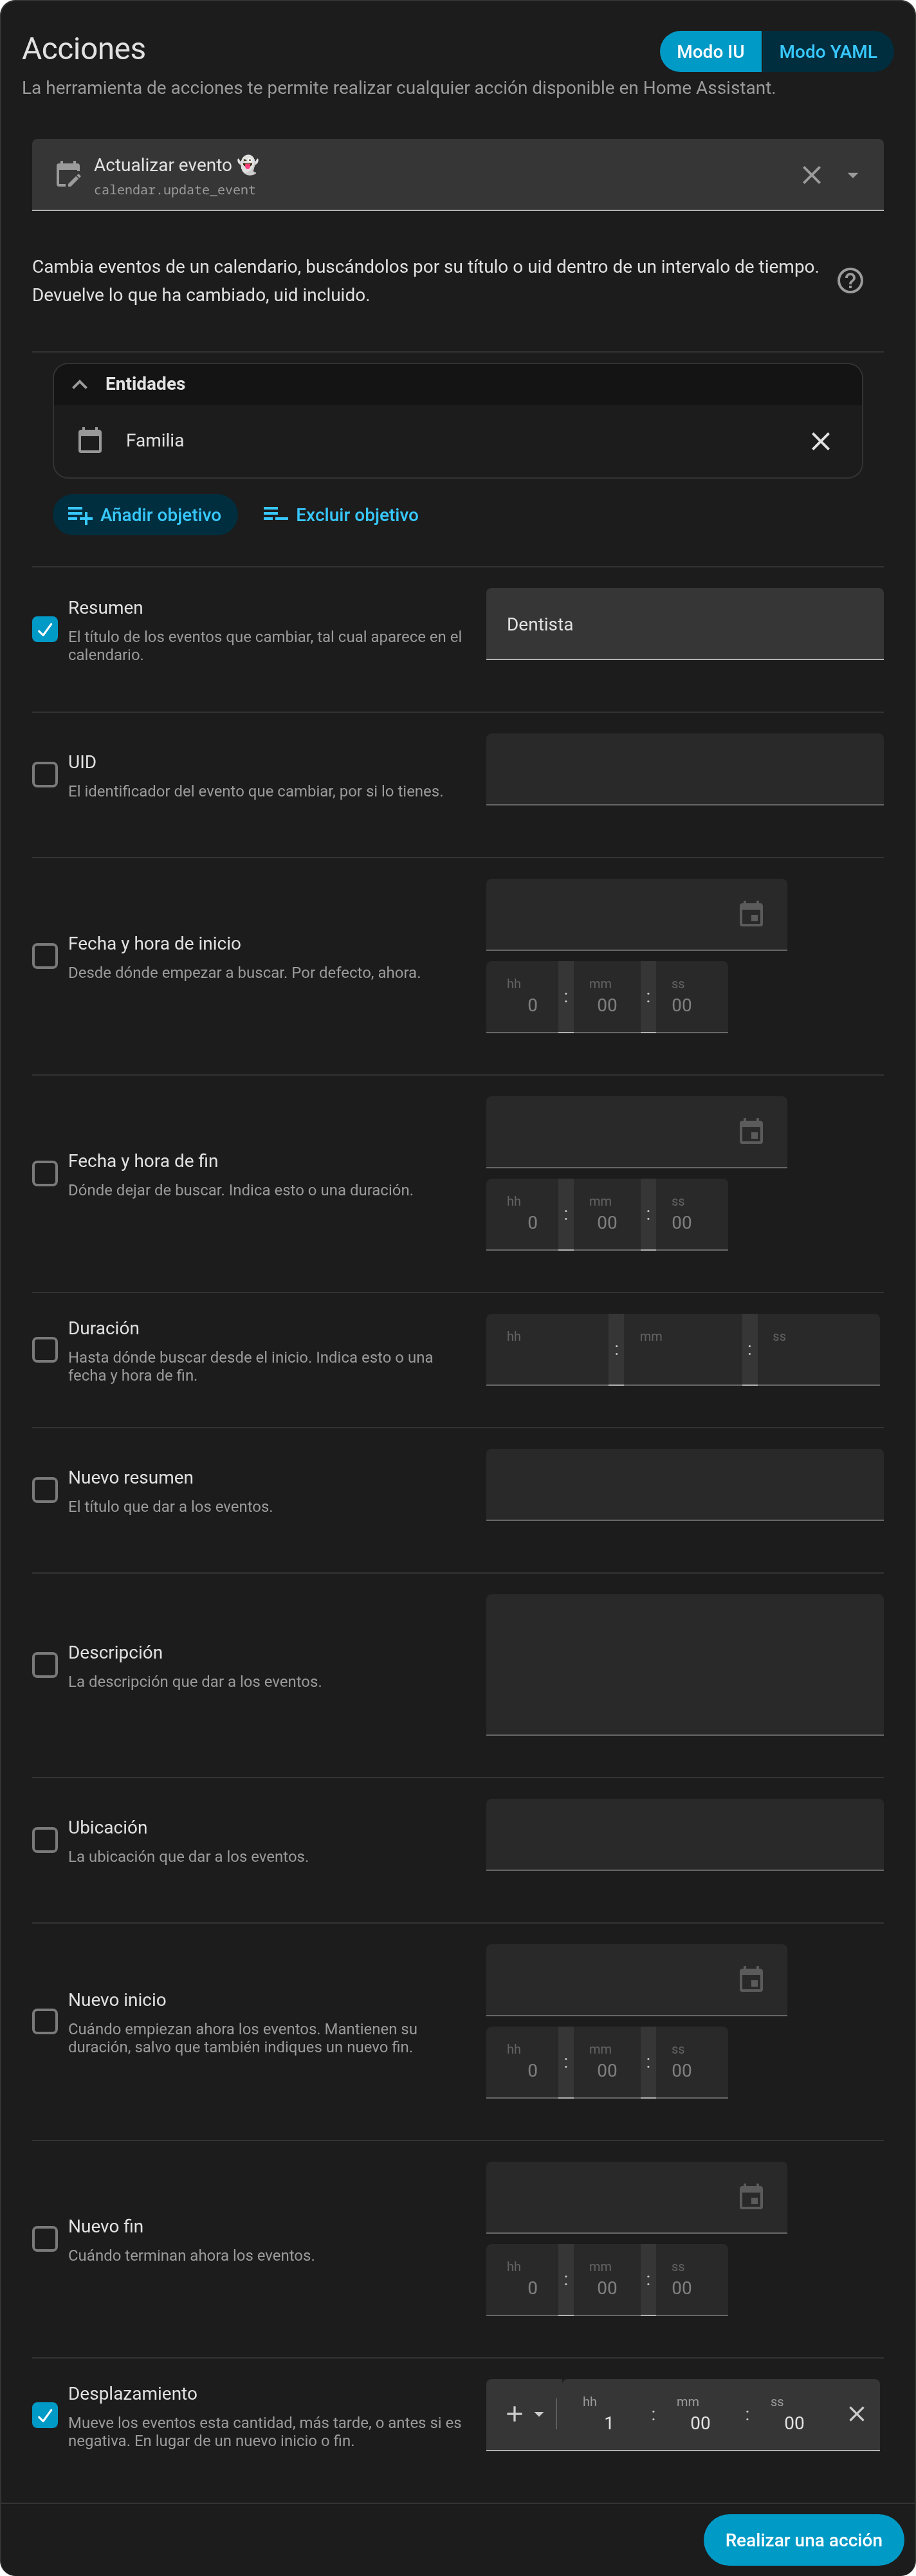 Acciones
Modo IU
Modo YAML
La herramienta de acciones te permite realizar cualquier acción disponible en Home Assistant.
Actualizar evento 👻
calendar.update_event
Cambia eventos de un calendario, buscándolos por su título o uid dentro de un intervalo de tiempo.
Devuelve lo que ha cambiado, uid incluido.
Entidades
Familia
Añadir objetivo
Excluir objetivo
Resumen
El título de los eventos que cambiar, tal cual aparece en el
calendario.
Dentista
UID
El identificador del evento que cambiar, por si lo tienes.
Fecha y hora de inicio
Desde dónde empezar a buscar. Por defecto, ahora.
hh : mm : ss
0 00 00
Fecha y hora de fin
Dónde dejar de buscar. Indica esto o una duración.
hh : mm : ss
0 00 00
Duración
Hasta dónde buscar desde el inicio. Indica esto o una
fecha y hora de fin.
hh : mm : ss
Nuevo resumen
El título que dar a los eventos.
Descripción
La descripción que dar a los eventos.
Ubicación
La ubicación que dar a los eventos.
Nuevo inicio
Cuándo empiezan ahora los eventos. Mantienen su
duración, salvo que también indiques un nuevo fin.
hh : mm : ss
0 00 00
Nuevo fin
Cuándo terminan ahora los eventos.
hh : mm : ss
0 00 00
Desplazamiento
Mueve los eventos esta cantidad, más tarde, o antes si es
negativa. En lugar de un nuevo inicio o fin.
+ hh : mm : ss
1 00 00
Realizar una acción